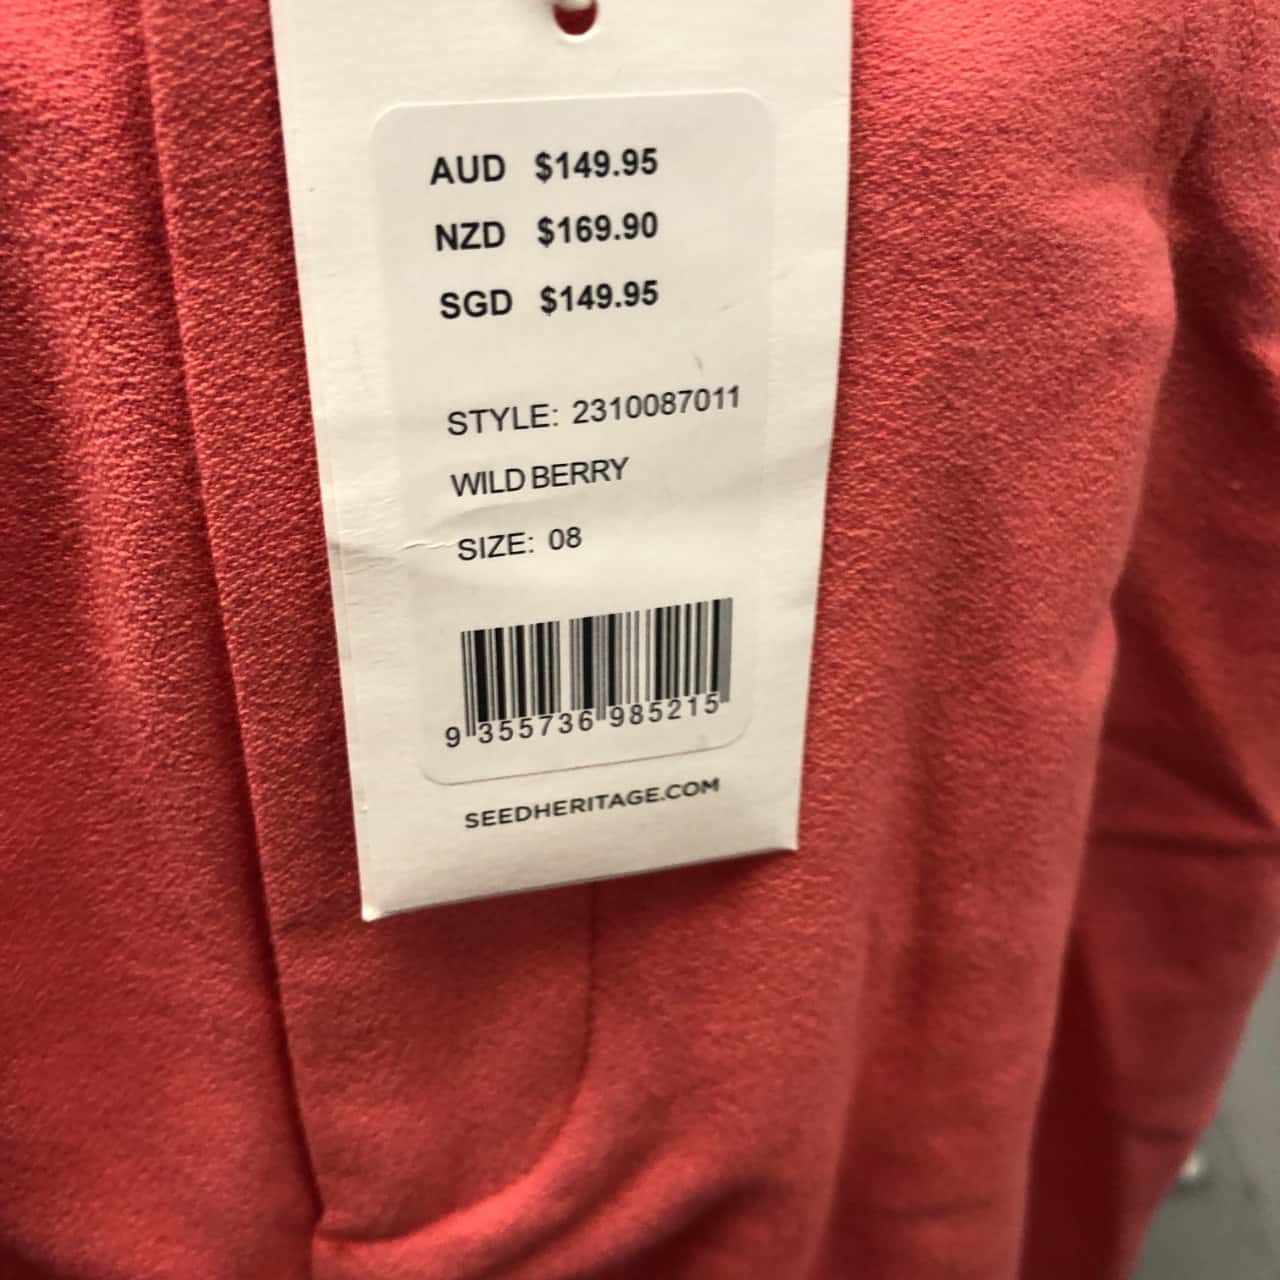 AUD $149.95
NZD $169.90
SGD $149.95
STYLE: 2310087011
WILD BERRY
SIZE: 08
9 355736 985215
SEEDHERITAGE.COM